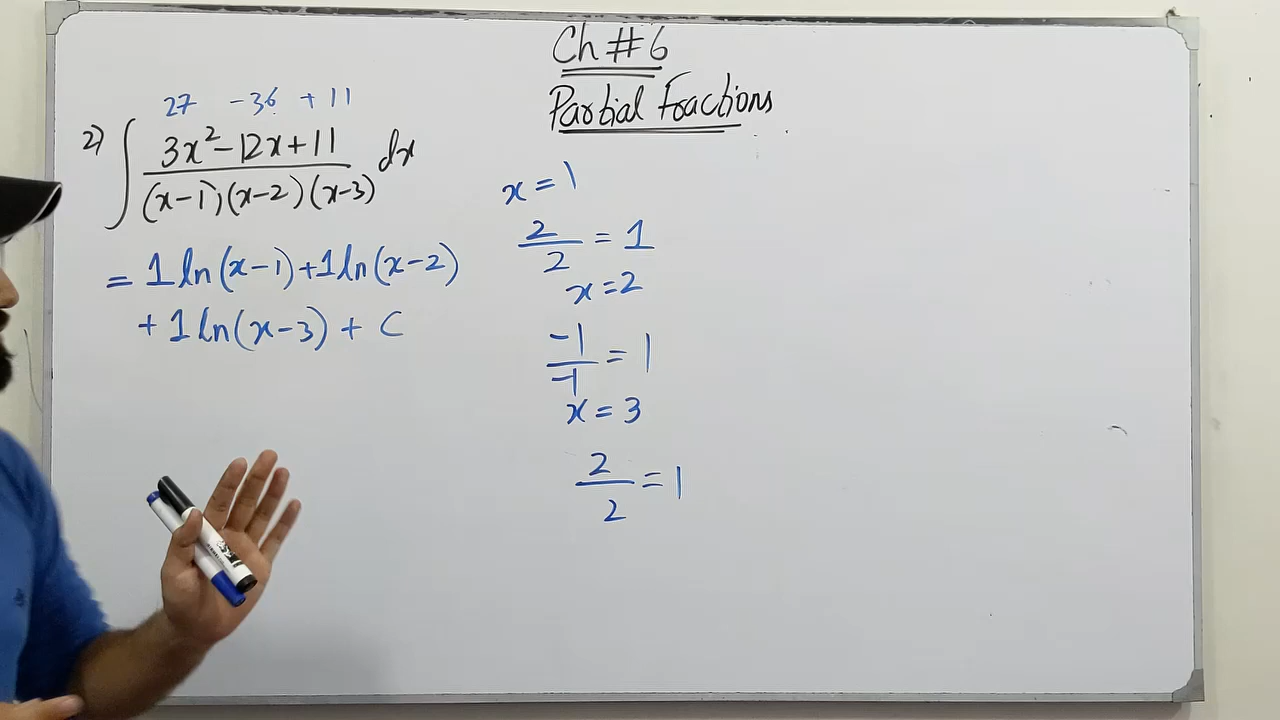 Ch # 6
Partial Fractions
27 -36 +11
2) ∫ 3x²-12x+11 / (x-1)(x-2)(x-3) dx
= 1 ln(x-1)+1 ln(x-2)
+ 1 ln(x-3) + C
x = 1
2/2 = 1
x = 2
-1/-1 = 1
x = 3
2/2 = 1